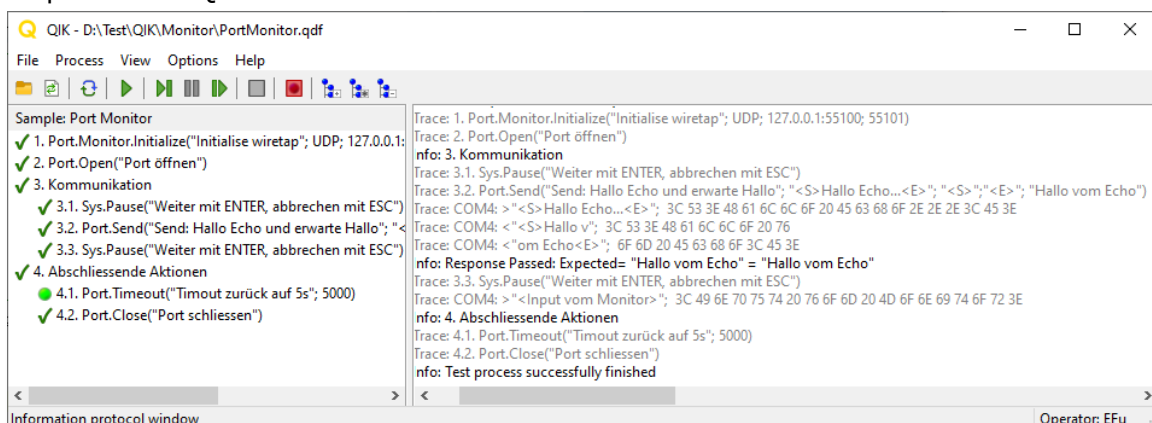 QIK - D:\Test\QIK\Monitor\PortMonitor.qdf
File Process View Options Help
Sample: Port Monitor
1. Port.Monitor.Initialize("Initialise wiretap"; UDP; 127.0.0.1:
2. Port.Open("Port öffnen")
3. Kommunikation
3.1. Sys.Pause("Weiter mit ENTER, abbrechen mit ESC")
3.2. Port.Send("Send: Hallo Echo und erwarte Hallo"; "<
3.3. Sys.Pause("Weiter mit ENTER, abbrechen mit ESC")
4. Abschliessende Aktionen
4.1. Port.Timeout("Timout zurück auf 5s"; 5000)
4.2. Port.Close("Port schliessen")
Trace: 1. Port.Monitor.Initialize("Initialise wiretap"; UDP; 127.0.0.1:55100; 55101)
Trace: 2. Port.Open("Port öffnen")
nfo: 3. Kommunikation
Trace: 3.1. Sys.Pause("Weiter mit ENTER, abbrechen mit ESC")
Trace: 3.2. Port.Send("Send: Hallo Echo und erwarte Hallo"; "<S>Hallo Echo...<E>"; "<S>";"<E>"; "Hallo vom Echo")
Trace: COM4: >"<S>Hallo Echo...<E>"; 3C 53 3E 48 61 6C 6C 6F 20 45 63 68 6F 2E 2E 2E 3C 45 3E
Trace: COM4: <"<S>Hallo v"; 3C 53 3E 48 61 6C 6C 6F 20 76
Trace: COM4: <"om Echo<E>"; 6F 6D 20 45 63 68 6F 3C 45 3E
nfo: Response Passed: Expected= "Hallo vom Echo" = "Hallo vom Echo"
Trace: 3.3. Sys.Pause("Weiter mit ENTER, abbrechen mit ESC")
Trace: COM4: >"<Input vom Monitor>"; 3C 49 6E 70 75 74 20 76 6F 6D 20 4D 6F 6E 69 74 6F 72 3E
nfo: 4. Abschliessende Aktionen
Trace: 4.1. Port.Timeout("Timout zurück auf 5s"; 5000)
Trace: 4.2. Port.Close("Port schliessen")
nfo: Test process successfully finished
Information protocol window
Operator: EFu